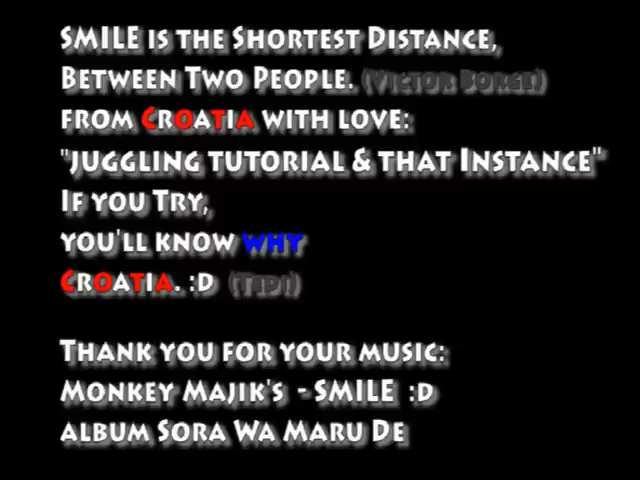 SMILE IS THE SHORTEST DISTANCE,
BETWEEN TWO PEOPLE. (VICTOR BORGE)
FROM CROATIA WITH LOVE:
"JUGGLING TUTORIAL & THAT INSTANCE"
IF YOU TRY,
YOU'LL KNOW WHY
CROATIA. :D (TEDI)
THANK YOU FOR YOUR MUSIC:
MONKEY MAJIK'S - SMILE :D
ALBUM SORA WA MARU DE